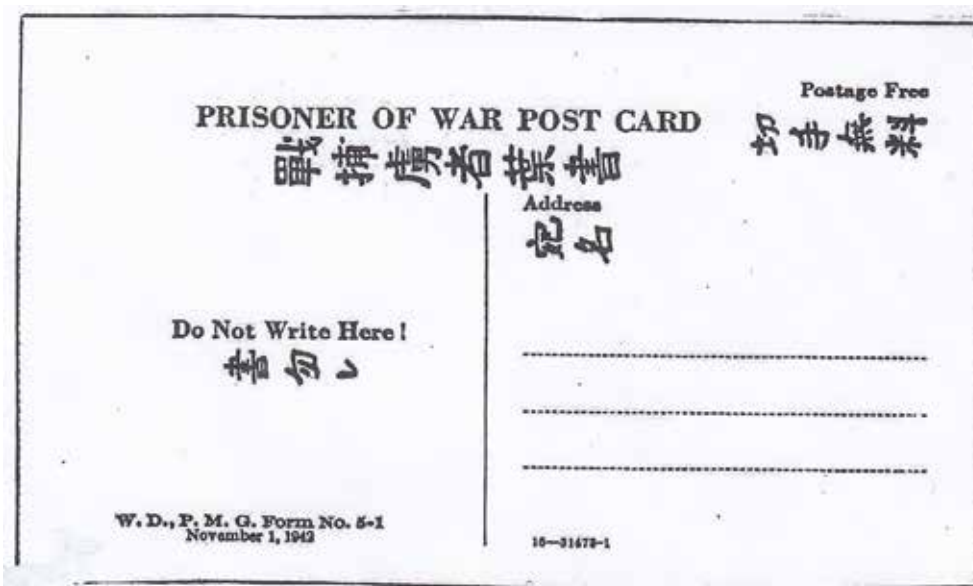 Postage Free
切手無料
PRISONER OF WAR POST CARD
戰捕虜者葉書
Address
宛名
Do Not Write Here!
書勿レ
W. D., P. M. G. Form No. 5-1
November 1, 1942
16—31473-1